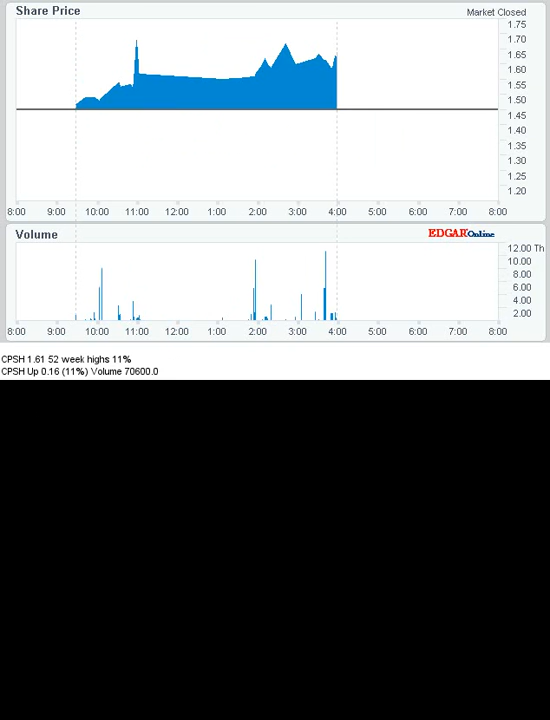 Share Price
Market Closed
1.75
1.70
1.65
1.60
1.55
1.50
1.45
1.40
1.35
1.30
1.25
1.20
8:00 9:00 10:00 11:00 12:00 1:00 2:00 3:00 4:00 5:00 6:00 7:00 8:00
Volume
EDGAROnline
12.00 Th
10.00
8.00
6.00
4.00
2.00
8:00 9:00 10:00 11:00 12:00 1:00 2:00 3:00 4:00 5:00 6:00 7:00 8:00
CPSH 1.61 52 week highs 11%
CPSH Up 0.16 (11%) Volume 70600.0